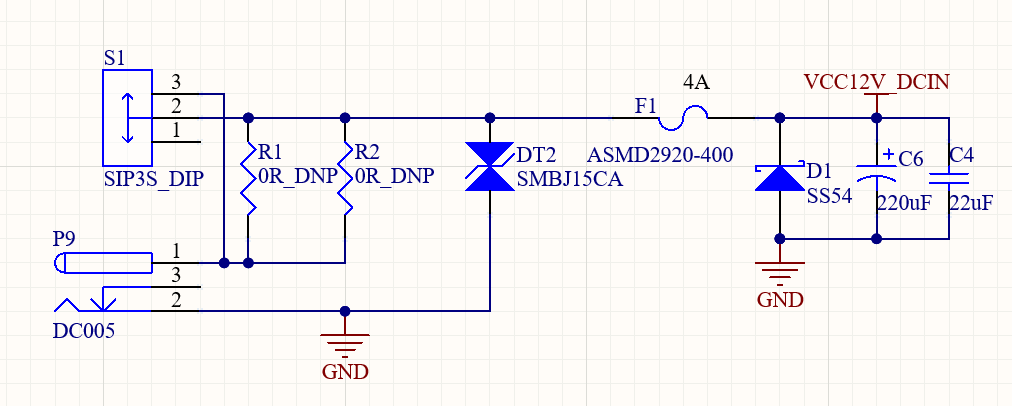 S1
3
2
1
SIP3S_DIP
R1
0R_DNP
R2
0R_DNP
DT2
SMBJ15CA
4A
F1
ASMD2920-400
VCC12V_DCIN
D1
SS54
+
C6
220uF
C4
22uF
GND
P9
1
3
2
DC005
GND